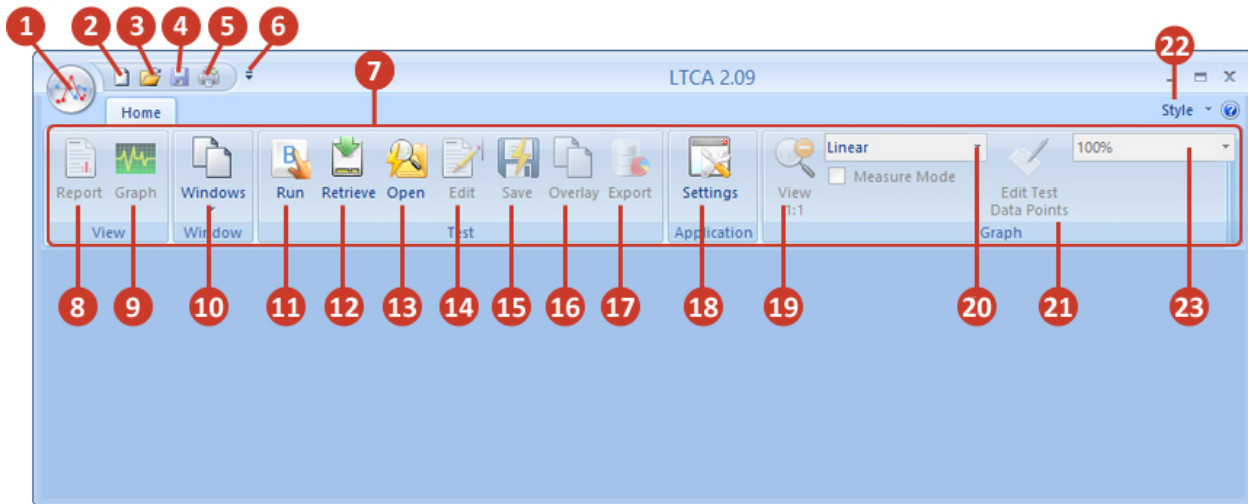 1 2 3 4 5 6
7
22
LTCA 2.09
Home
Style
Report Graph Windows Run Retrieve Open Edit Save Overlay Export Settings View 1:1 Linear Measure Mode Edit Test Data Points 100%
View Window Test Application Graph
8 9 10 11 12 13 14 15 16 17 18 19 20 21 23